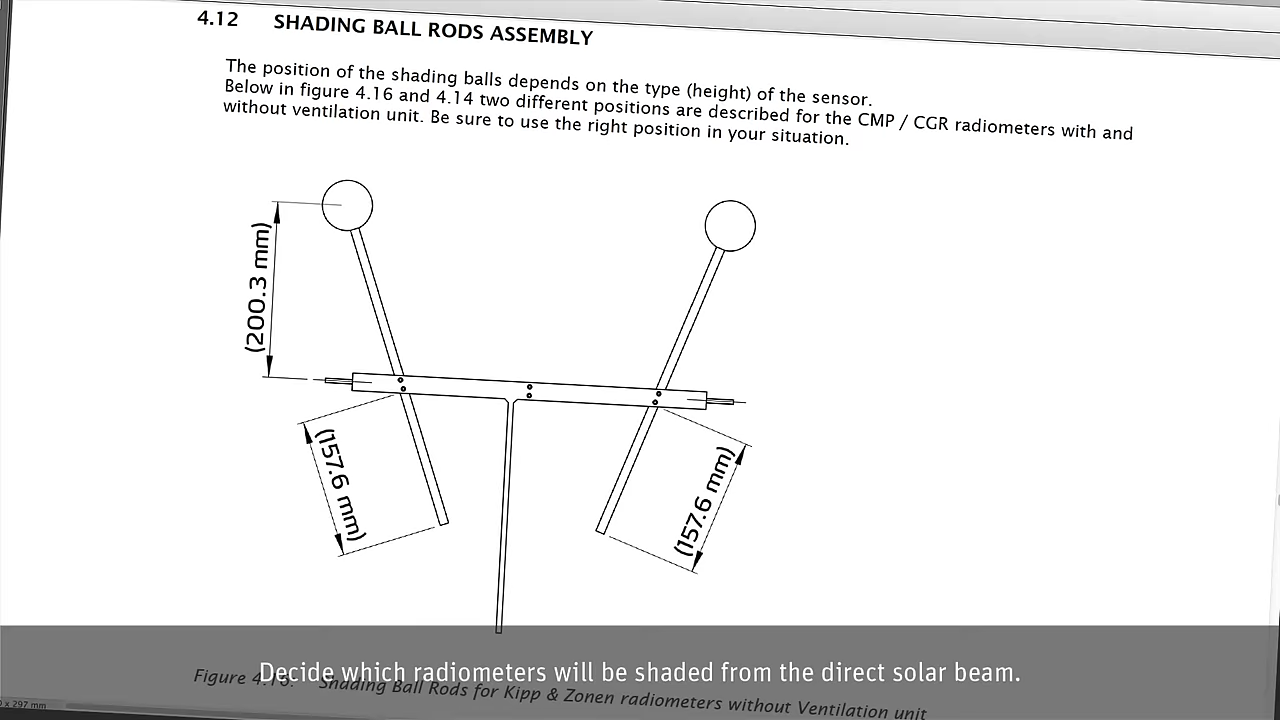 4.12 SHADING BALL RODS ASSEMBLY
The position of the shading balls depends on the type (height) of the sensor.
Below in figure 4.16 and 4.14 two different positions are described for the CMP / CGR radiometers with and
without ventilation unit. Be sure to use the right position in your situation.
(200.3 mm)
(157.6 mm)
(157.6 mm)
Decide which radiometers will be shaded from the direct solar beam.
Figure Shading Ball Rods for Kipp & Zonen radiometers without Ventilation unit
x 297 mm